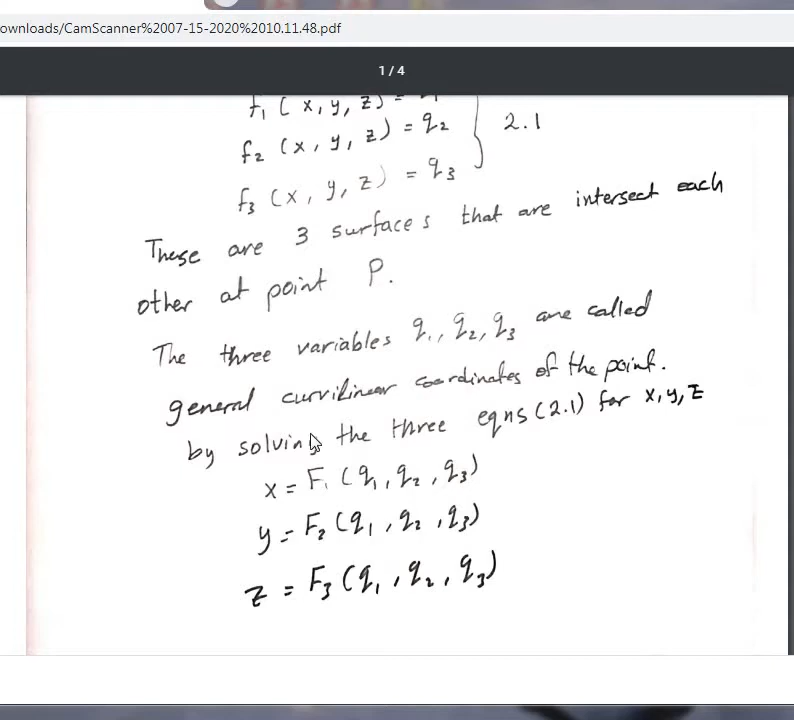 ownloads/CamScanner%2007-15-2020%2010.11.48.pdf
1 / 4
f₁ ( x, y, z) =
f₂ (x, y, z) = q₂ } 2.1
f₃ (x, y, z) = q₃
These are 3 surfaces that are intersect each
other at point P.
The three variables q₁, q₂, q₃ are called
general curvilinear coordinates of the point.
by solving the three eqns (2.1) for x, y, z
x = F₁ (q₁, q₂, q₃)
y = F₂ (q₁, q₂, q₃)
z = F₃ (q₁, q₂, q₃)